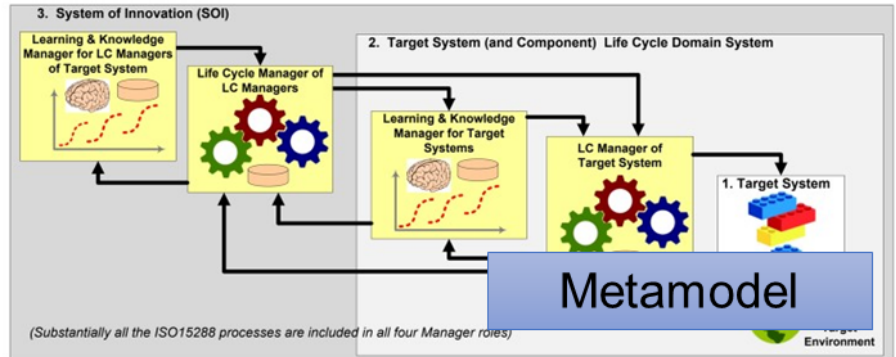 3. System of Innovation (SOI)
Learning & Knowledge
Manager for LC Managers
of Target System
Life Cycle Manager of
LC Managers
2. Target System (and Component) Life Cycle Domain System
Learning & Knowledge
Manager for Target
Systems
LC Manager of
Target System
1. Target System
Metamodel
(Substantially all the ISO15288 processes are included in all four Manager roles)
Target
Environment